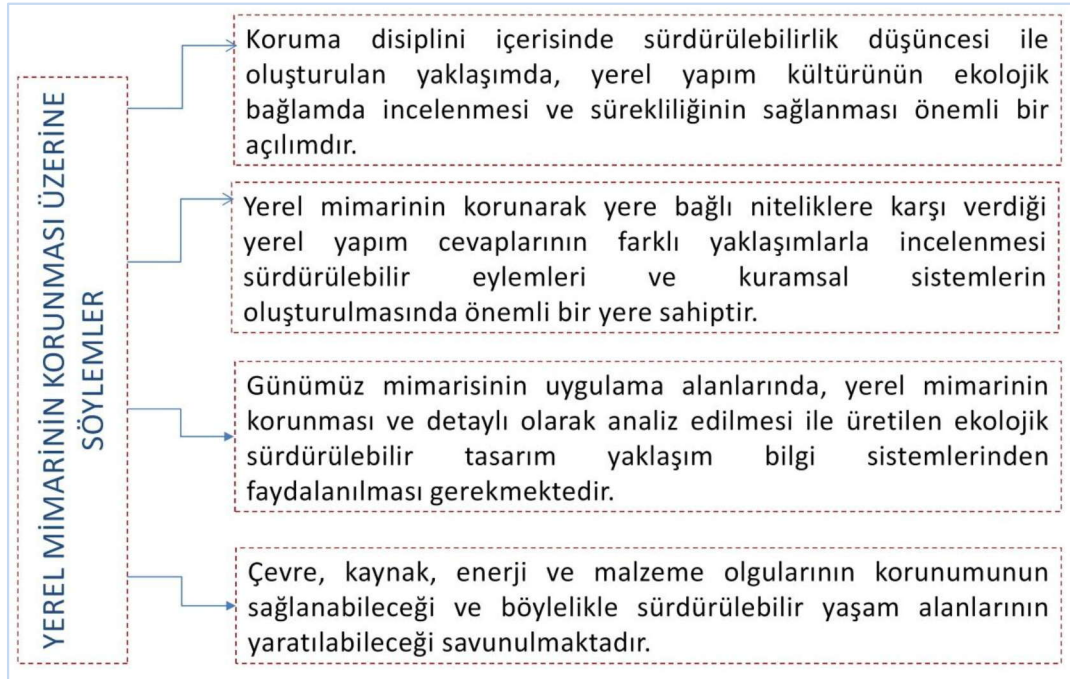 YEREL MİMARİNİN KORUNMASI ÜZERİNE
SÖYLEMLER
Koruma disiplini içerisinde sürdürülebilirlik düşüncesi ile
oluşturulan yaklaşımda, yerel yapım kültürünün ekolojik
bağlamda incelenmesi ve sürekliliğinin sağlanması önemli bir
açılımdır.
Yerel mimarinin korunarak yere bağlı niteliklere karşı verdiği
yerel yapım cevaplarının farklı yaklaşımlarla incelenmesi
sürdürülebilir eylemleri ve kuramsal sistemlerin
oluşturulmasında önemli bir yere sahiptir.
Günümüz mimarisinin uygulama alanlarında, yerel mimarinin
korunması ve detaylı olarak analiz edilmesi ile üretilen ekolojik
sürdürülebilir tasarım yaklaşım bilgi sistemlerinden
faydalanılması gerekmektedir.
Çevre, kaynak, enerji ve malzeme olgularının korunumunun
sağlanabileceği ve böylelikle sürdürülebilir yaşam alanlarının
yaratılabileceği savunulmaktadır.